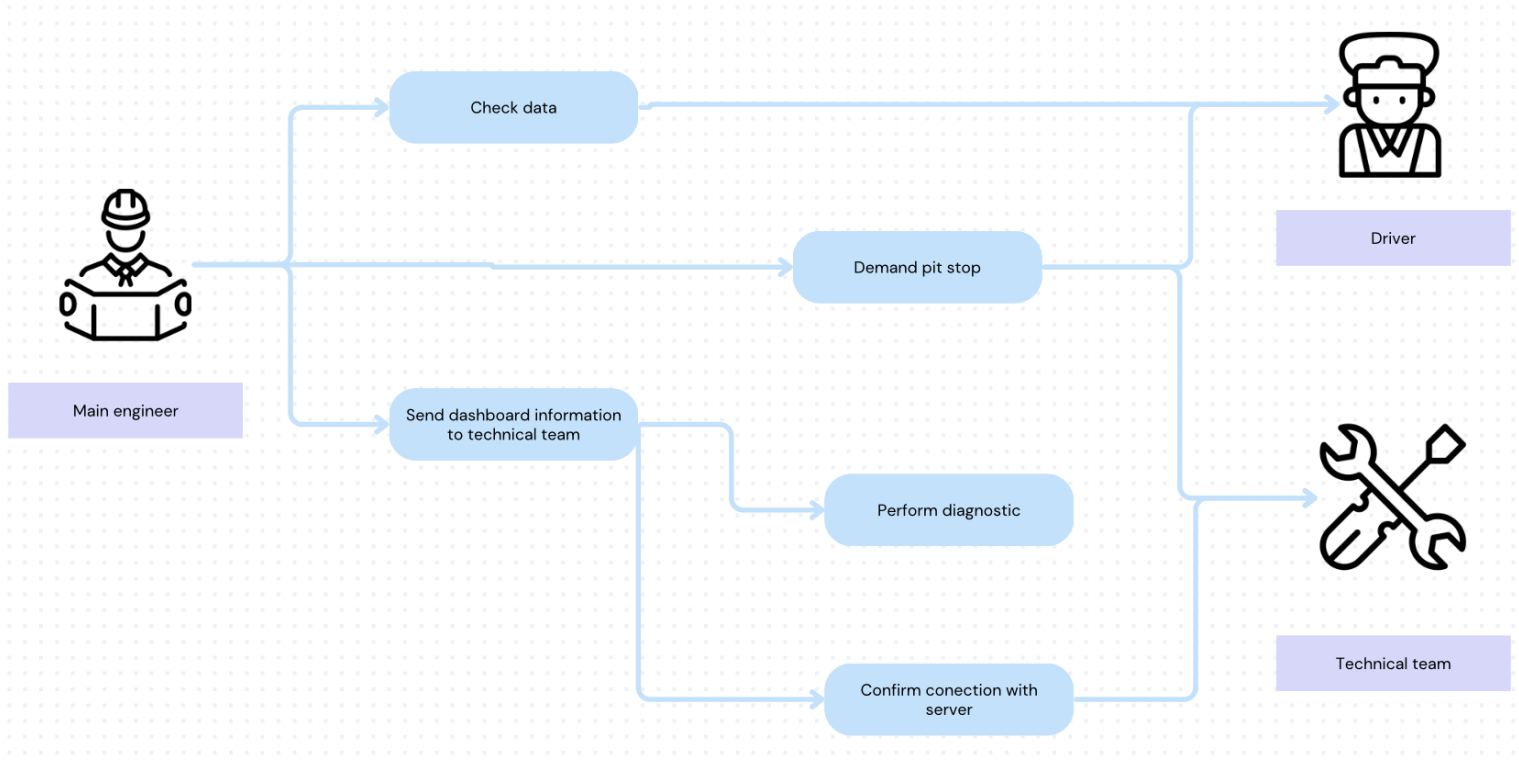 Check data
Driver
Demand pit stop
Main engineer
Send dashboard information
to technical team
Perform diagnostic
Technical team
Confirm conection with
server